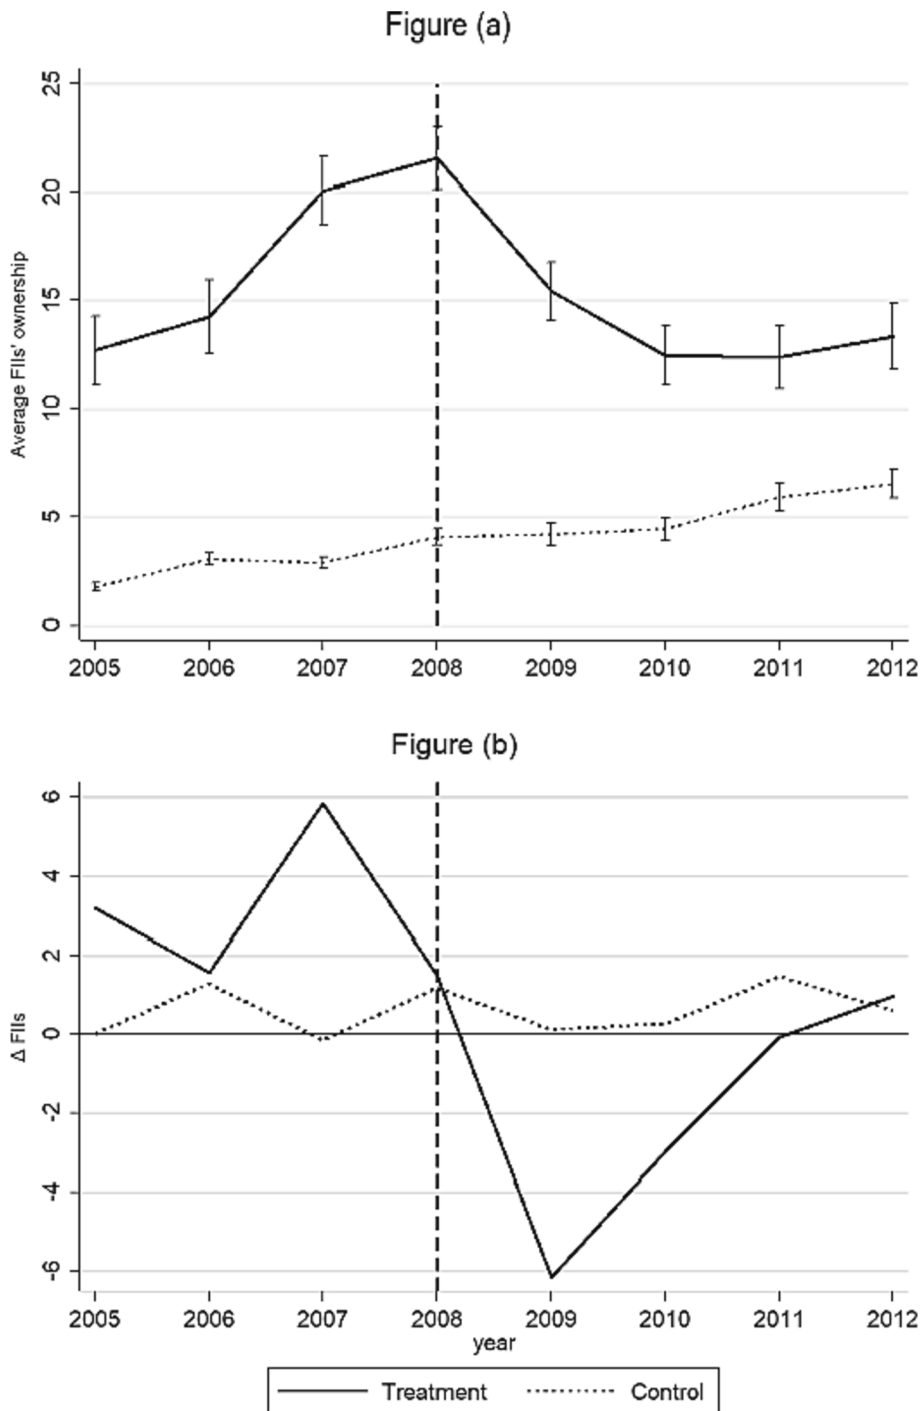 Figure (a)
Average FIIs' ownership
25
20
15
10
5
0
2005 2006 2007 2008 2009 2010 2011 2012
Figure (b)
Δ FIIs
6
4
2
0
-2
-4
-6
2005 2006 2007 2008 2009 2010 2011 2012
year
Treatment Control